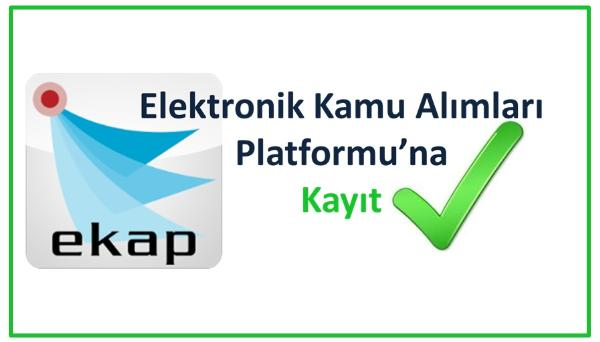 Elektronik Kamu Alımları
Platformu'na
Kayıt
ekap